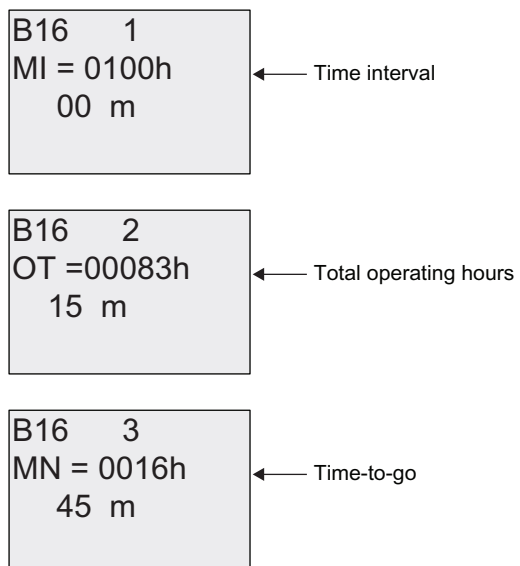 B16 1
MI = 0100h
Time interval
00 m
B16 2
OT =00083h
Total operating hours
15 m
B16 3
MN = 0016h
Time-to-go
45 m